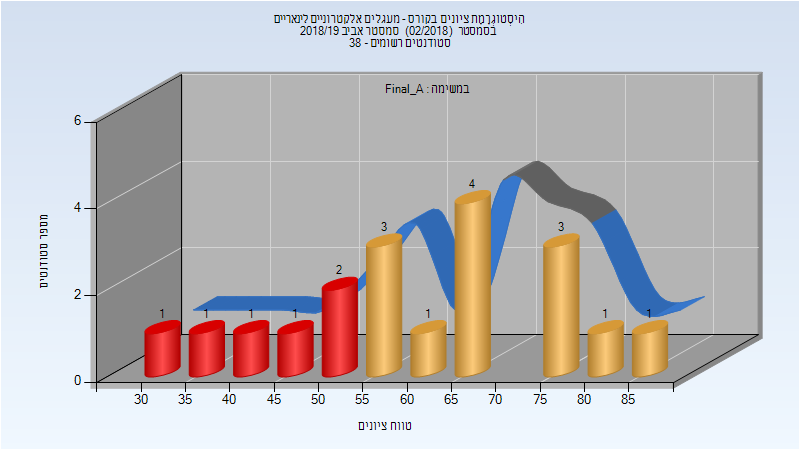 היסטוגרמת ציונים בקורס - מעגלים אלקטרוניים לינאריים
בסמסטר (02/2018) סמסטר אביב 2018/19
סטודנטים רשומים - 38
במשימה : Final_A
מספר סטודנטים
6
4
2
0
1
1
1
1
2
3
1
4
3
1
1
30 35 40 45 50 55 60 65 70 75 80 85
טווח ציונים